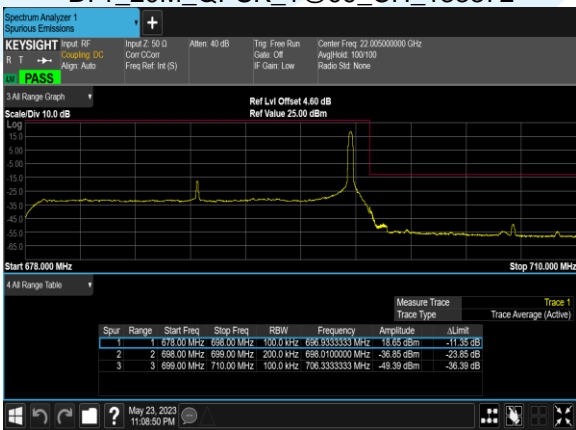 Spectrum Analyzer 1
Spurious Emissions
KEYSIGHT Input: RF Input Z: 50 Ω Atten: 40 dB Trig: Free Run Center Freq: 22.005000000 GHz
R T Coupling: DC Corr CCorr Gate: Off Avg|Hold: 100/100
Align: Auto Freq Ref: Int (S) IF Gain: Low Radio Std: None
LXI PASS
3 All Range Graph
Ref Lvl Offset 4.60 dB
Scale/Div 10.0 dB Ref Value 25.00 dBm
Log
15.0
5.00
-5.00
-15.0
-25.0
-35.0
-45.0
-55.0
-65.0
Start 678.000 MHz Stop 710.000 MHz
4 All Range Table
Measure Trace Trace 1
Trace Type Trace Average (Active)
Spur Range Start Freq Stop Freq RBW Frequency Amplitude ΔLimit
1 1 678.00 MHz 698.00 MHz 100.0 kHz 696.9333333 MHz 18.65 dBm -11.35 dB
2 2 698.00 MHz 699.00 MHz 200.0 kHz 698.0100000 MHz -36.85 dBm -23.85 dB
3 3 699.00 MHz 710.00 MHz 100.0 kHz 706.3333333 MHz -49.39 dBm -36.39 dB
May 23, 2023
11:08:50 PM